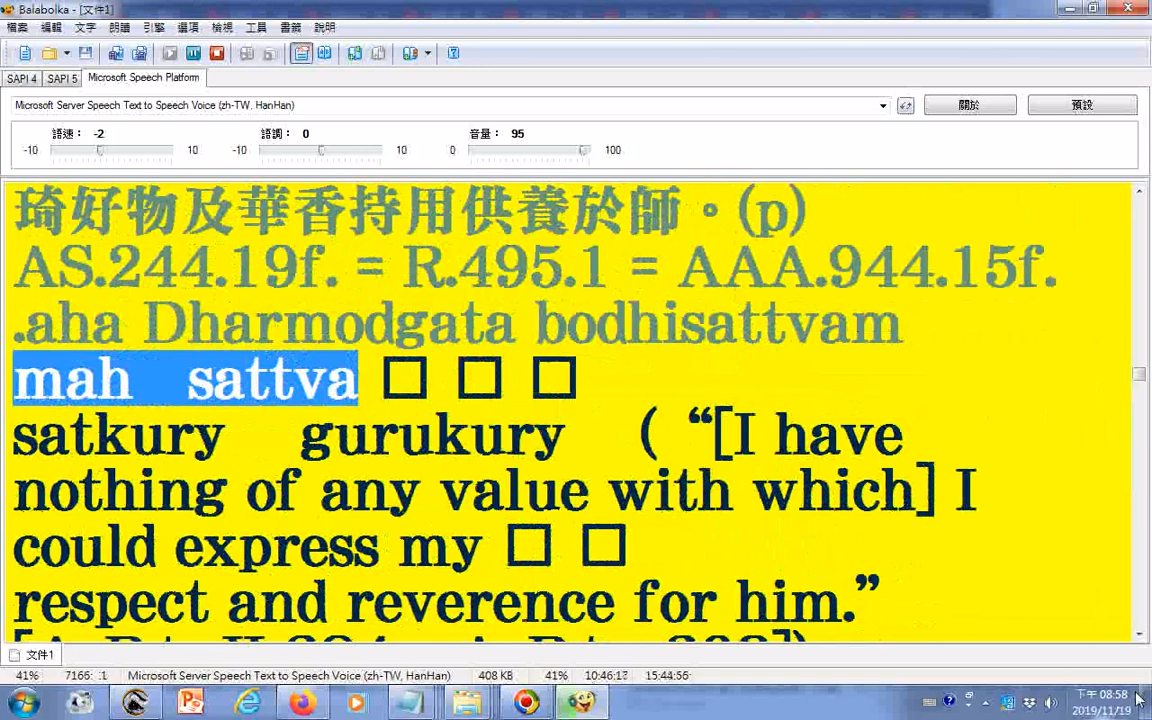 Balabolka - [文件1]
檔案 編輯 文字 朗讀 引擎 選項 檢視 工具 書籤 說明
SAPI 4 SAPI 5 Microsoft Speech Platform
Microsoft Server Speech Text to Speech Voice (zh-TW, HanHan)
關於 預設
語速： -2 語調： 0 音量： 95
-10 10 -10 10 0 100
琦好物及華香持用供養於師。(p)
AS.244.19f. = R.495.1 = AAA.944.15f.
.aha Dharmodgata bodhisattvam
mah sattva □ □ □
satkury gurukury ( “[I have
nothing of any value with which] I
could express my □ □
respect and reverence for him.”
文件1
41% Microsoft Server Speech Text to Speech Voice (zh-TW, HanHan) 408 KB 41% 15:44:56
下午 08:58
2019/11/19